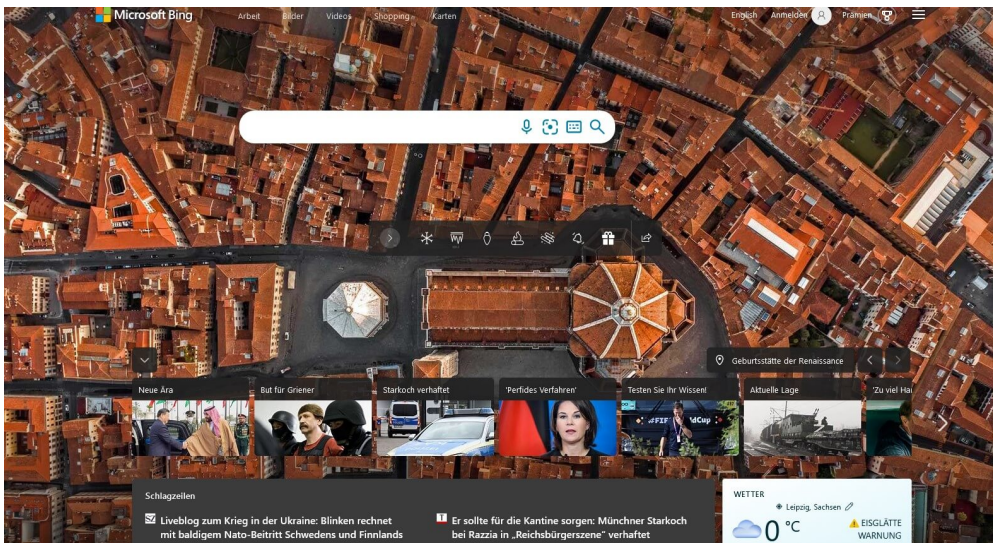 Microsoft Bing
Arbeit Bilder Videos Shopping Karten
English Anmelden Prämien
Geburtsstätte der Renaissance
Neue Ära
But für Griener
Starkoch verhaftet
'Perfides Verfahren'
Testen Sie Ihr Wissen!
Aktuelle Lage
'Zu viel Ha
Schlagzeilen
Liveblog zum Krieg in der Ukraine: Blinken rechnet
mit baldigem Nato-Beitritt Schwedens und Finnlands
T Er sollte für die Kantine sorgen: Münchner Starkoch
bei Razzia in „Reichsbürgerszene" verhaftet
WETTER
Leipzig, Sachsen
0 °C
EISGLÄTTE
WARNUNG